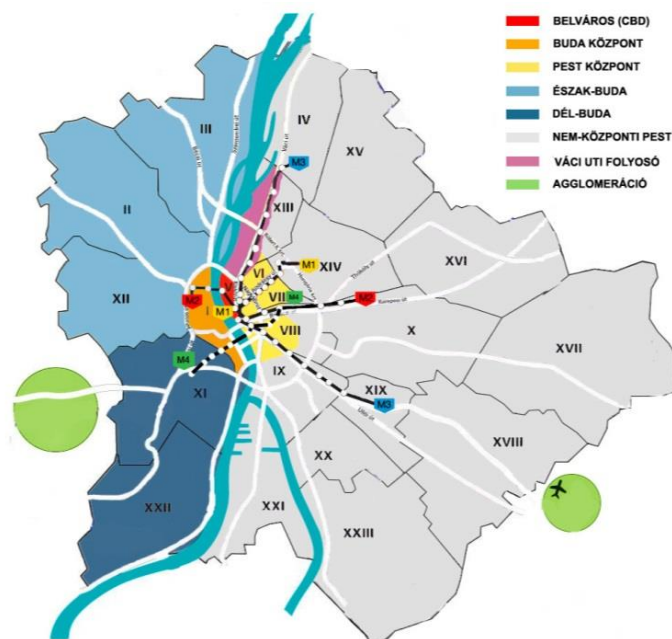 BELVÁROS (CBD)
BUDA KÖZPONT
PEST KÖZPONT
ÉSZAK-BUDA
DÉL-BUDA
NEM-KÖZPONTI PEST
VÁCI UTI FOLYOSÓ
AGGLOMERÁCIÓ
III
IV
XV
M3
II
XIII
VI
M1
XIV
XVI
XII
M2
V
I
M1
VII
M4
M2
VIII
X
XVII
M4
XI
IX
XIX
M3
XVIII
XX
XXII
XXI
XXIII